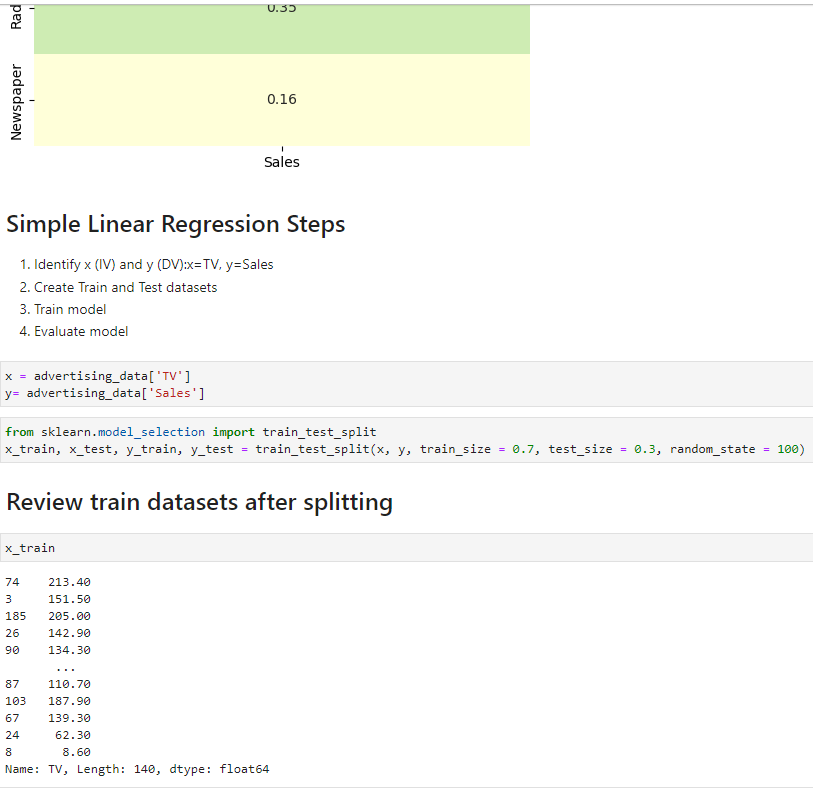 Rad
0.35
Newspaper
0.16
Sales
Simple Linear Regression Steps
1. Identify x (IV) and y (DV):x=TV, y=Sales
2. Create Train and Test datasets
3. Train model
4. Evaluate model
x = advertising_data['TV']
y= advertising_data['Sales']
from sklearn.model_selection import train_test_split
x_train, x_test, y_train, y_test = train_test_split(x, y, train_size = 0.7, test_size = 0.3, random_state = 100)
Review train datasets after splitting
x_train
74    213.40
3     151.50
185   205.00
26    142.90
90    134.30
       ...
87    110.70
103   187.90
67    139.30
24     62.30
8       8.60
Name: TV, Length: 140, dtype: float64